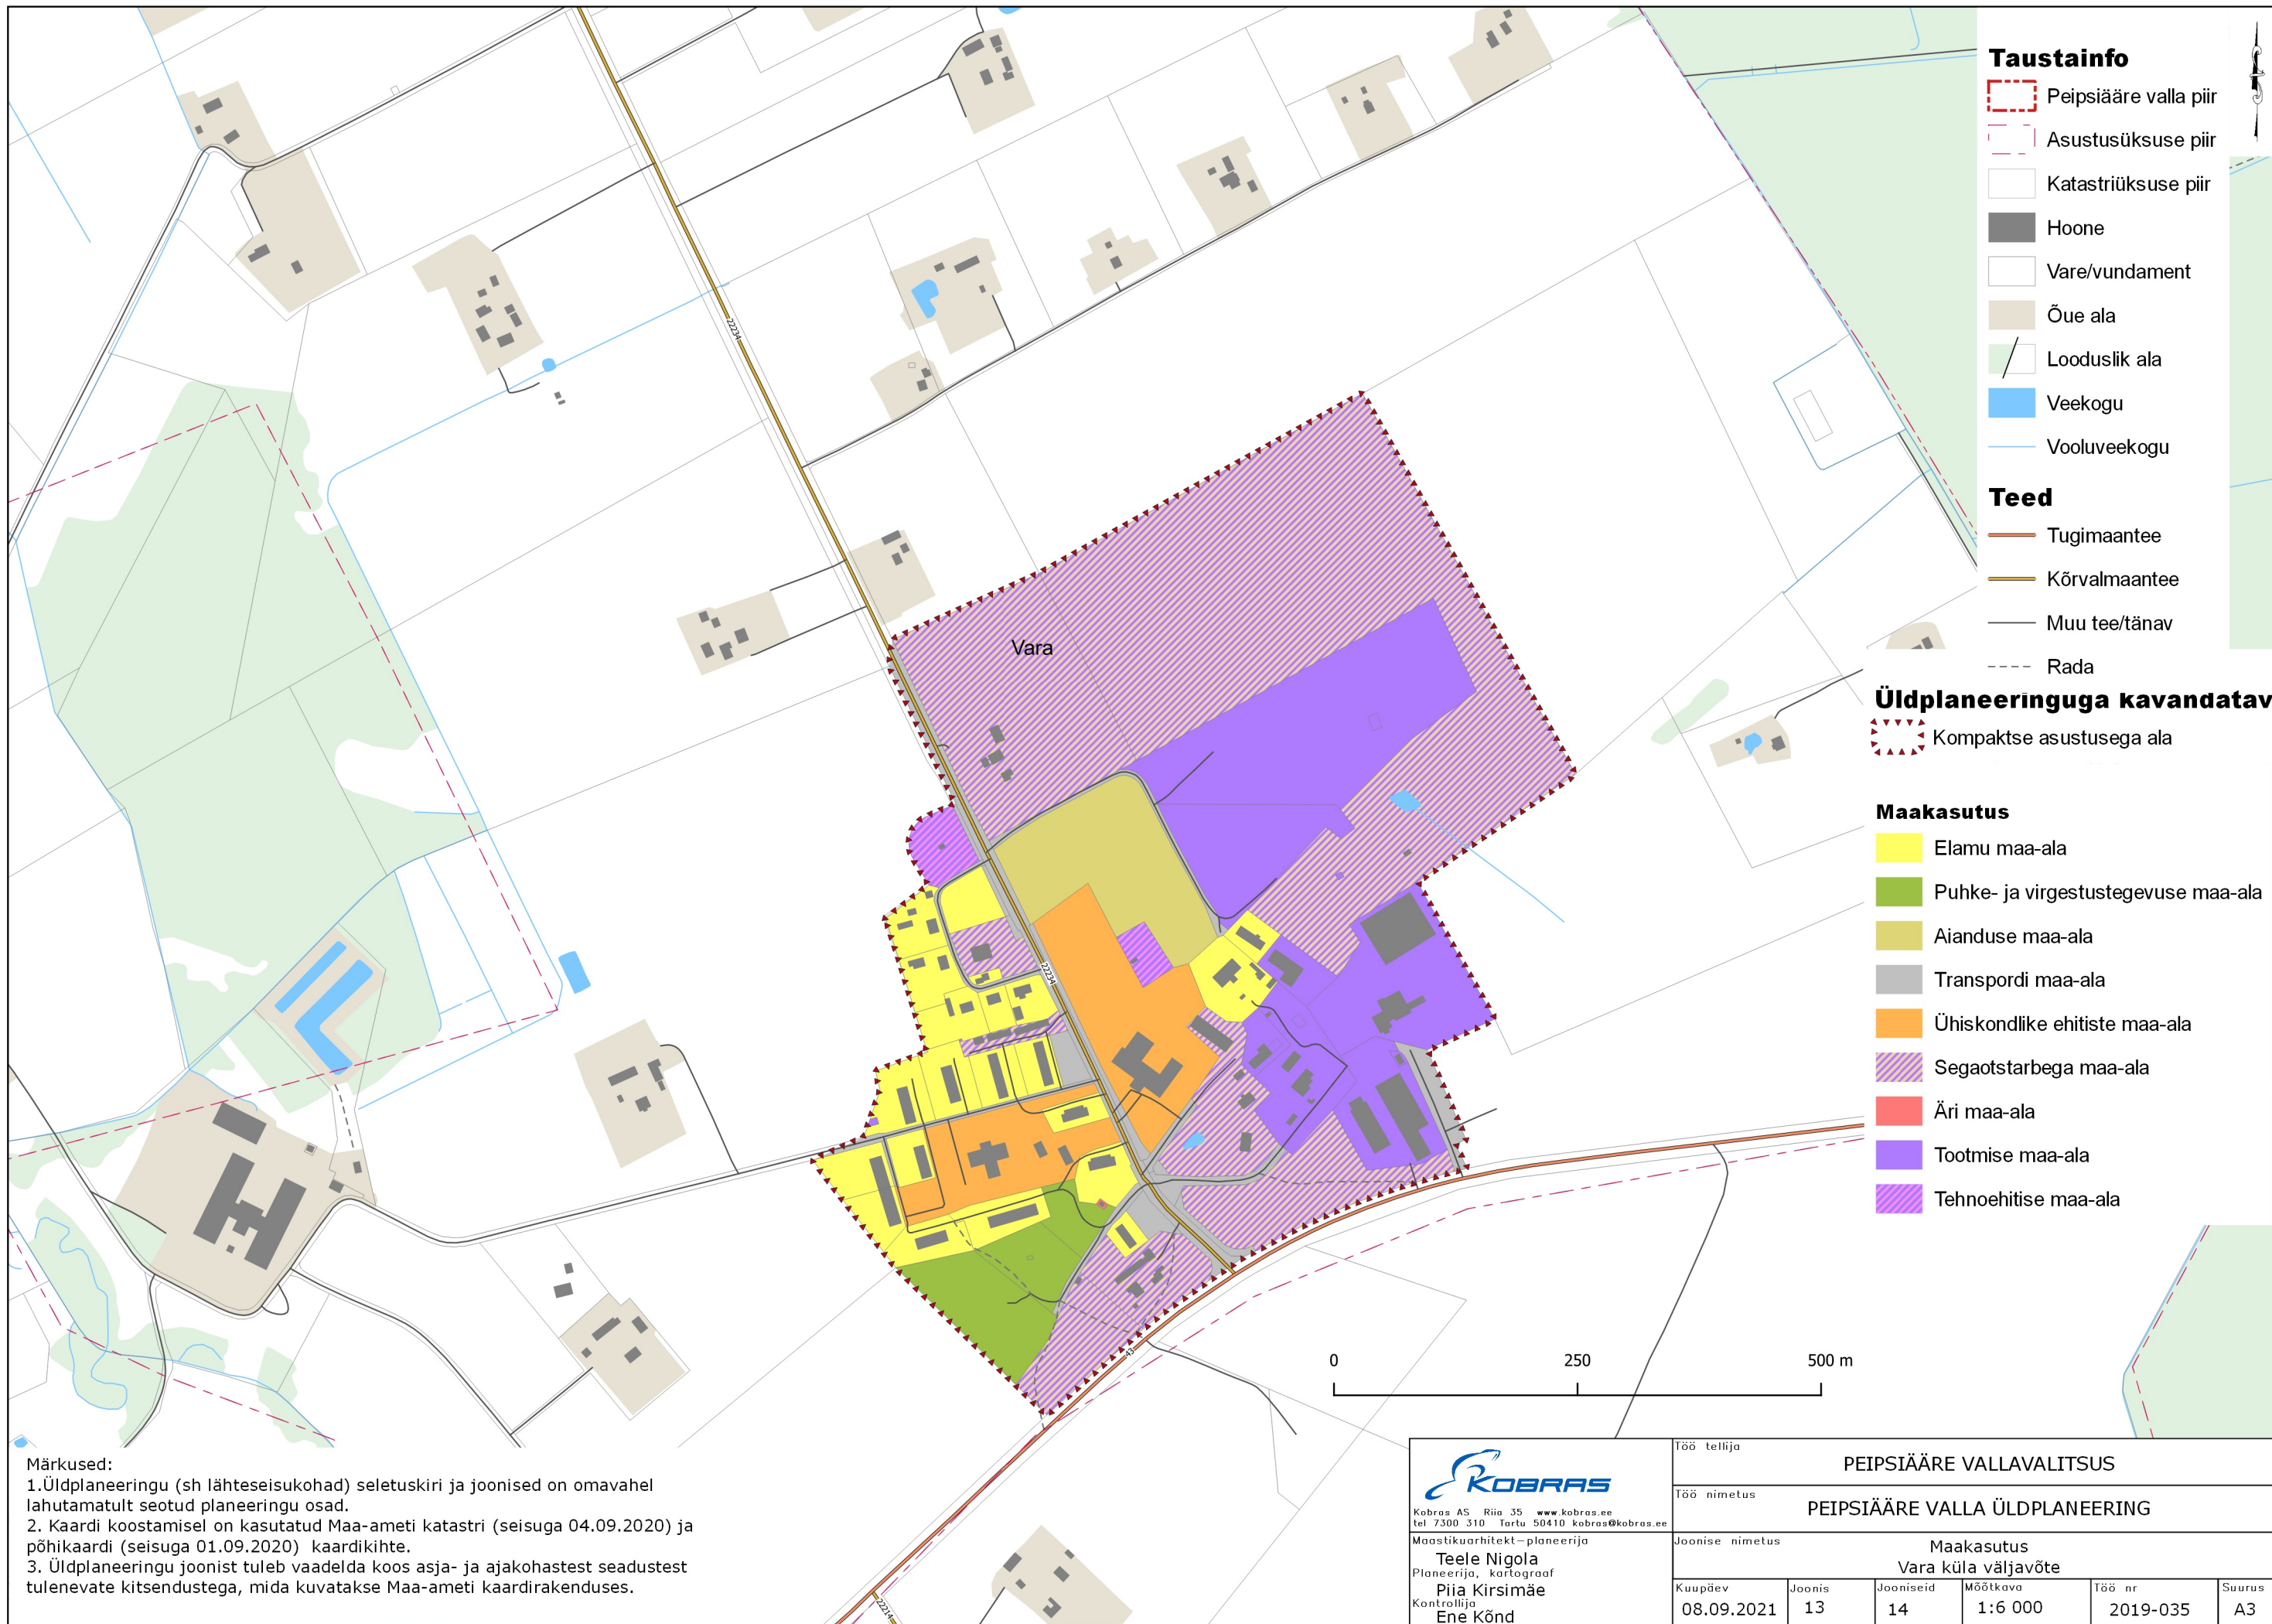 Taustainfo
Peipsiääre valla piir
Asustusüksuse piir
Katastriüksuse piir
Hoone
Vare/vundament
Õue ala
Looduslik ala
Veekogu
Vooluveekogu
Teed
Tugimaantee
Kõrvalmaantee
Muu tee/tänav
Rada
Üldplaneeringuga kavandatav
Kompaktse asustusega ala
Maakasutus
Elamu maa-ala
Puhke- ja virgestustegevuse maa-ala
Aianduse maa-ala
Transpordi maa-ala
Ühiskondlike ehitiste maa-ala
Segaotstarbega maa-ala
Äri maa-ala
Tootmise maa-ala
Tehnoehitise maa-ala
22234
Vara
22234
43
22214
0 250 500 m
Märkused:
1.Üldplaneeringu (sh lähteseisukohad) seletuskiri ja joonised on omavahel
lahutamatult seotud planeeringu osad.
2. Kaardi koostamisel on kasutatud Maa-ameti katastri (seisuga 04.09.2020) ja
põhikaardi (seisuga 01.09.2020) kaardikihte.
3. Üldplaneeringu joonist tuleb vaadelda koos asja- ja ajakohastest seadustest
tulenevate kitsendustega, mida kuvatakse Maa-ameti kaardirakenduses.
KOBRAS
Kobras AS Riia 35 www.kobras.ee
tel 7300 310 Tartu 50410 kobras@kobras.ee
Maastikuarhitekt-planeerija
Teele Nigola
Planeerija, kartograaf
Piia Kirsimäe
Kontrollija
Ene Kõnd
Töö tellija
PEIPSIÄÄRE VALLAVALITSUS
Töö nimetus
PEIPSIÄÄRE VALLA ÜLDPLANEERING
Joonise nimetus
Maakasutus
Vara küla väljavõte
Kuupäev Joonis Jooniseid Mõõtkava Töö nr Suurus
08.09.2021 13 14 1:6 000 2019-035 A3